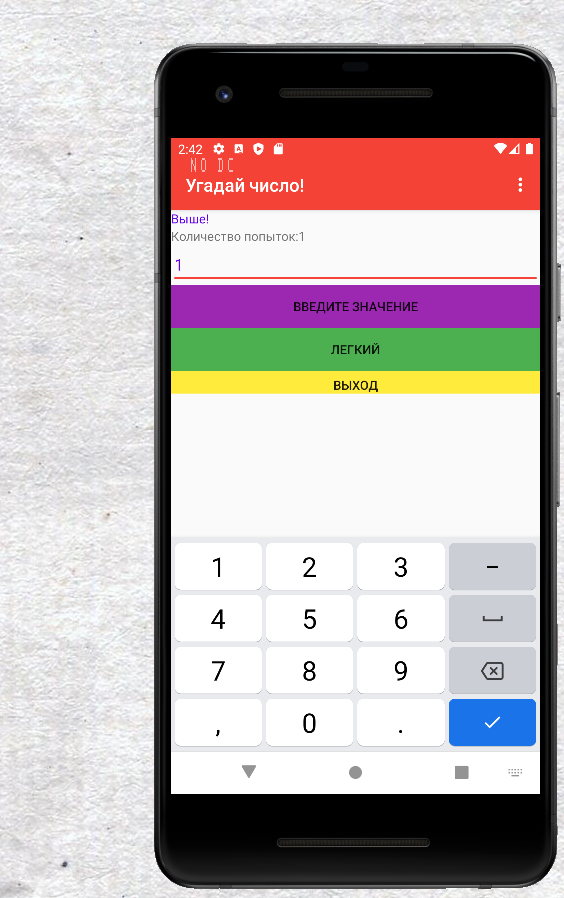 2:42
NO DC
Угадай число!
Выше!
Количество попыток:1
1
ВВЕДИТЕ ЗНАЧЕНИЕ
ЛЕГКИЙ
ВЫХОД
1 2 3 -
4 5 6
7 8 9
, 0 .